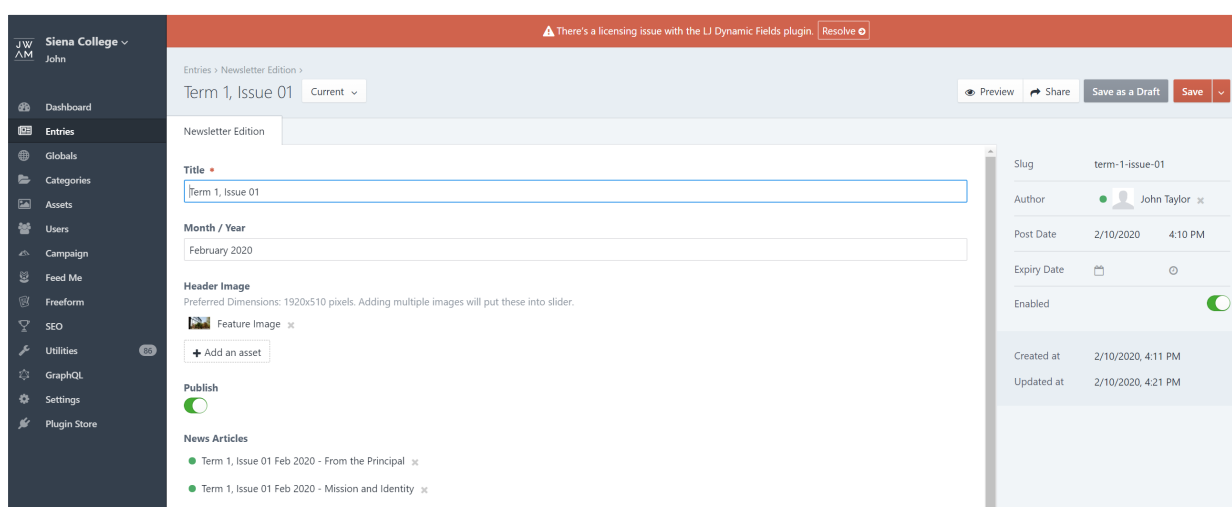 JW
AM
Siena College
John
Dashboard
Entries
Globals
Categories
Assets
Users
Campaign
Feed Me
Freeform
SEO
Utilities 86
GraphQL
Settings
Plugin Store
There's a licensing issue with the LJ Dynamic Fields plugin. Resolve
Entries › Newsletter Edition ›
Term 1, Issue 01 Current
Preview Share Save as a Draft Save
Newsletter Edition
Title
Term 1, Issue 01
Month / Year
February 2020
Header Image
Preferred Dimensions: 1920x510 pixels. Adding multiple images will put these into slider.
Feature Image
Add an asset
Publish
News Articles
Term 1, Issue 01 Feb 2020 - From the Principal
Term 1, Issue 01 Feb 2020 - Mission and Identity
Slug term-1-issue-01
Author John Taylor
Post Date 2/10/2020 4:10 PM
Expiry Date
Enabled
Created at 2/10/2020, 4:11 PM
Updated at 2/10/2020, 4:21 PM